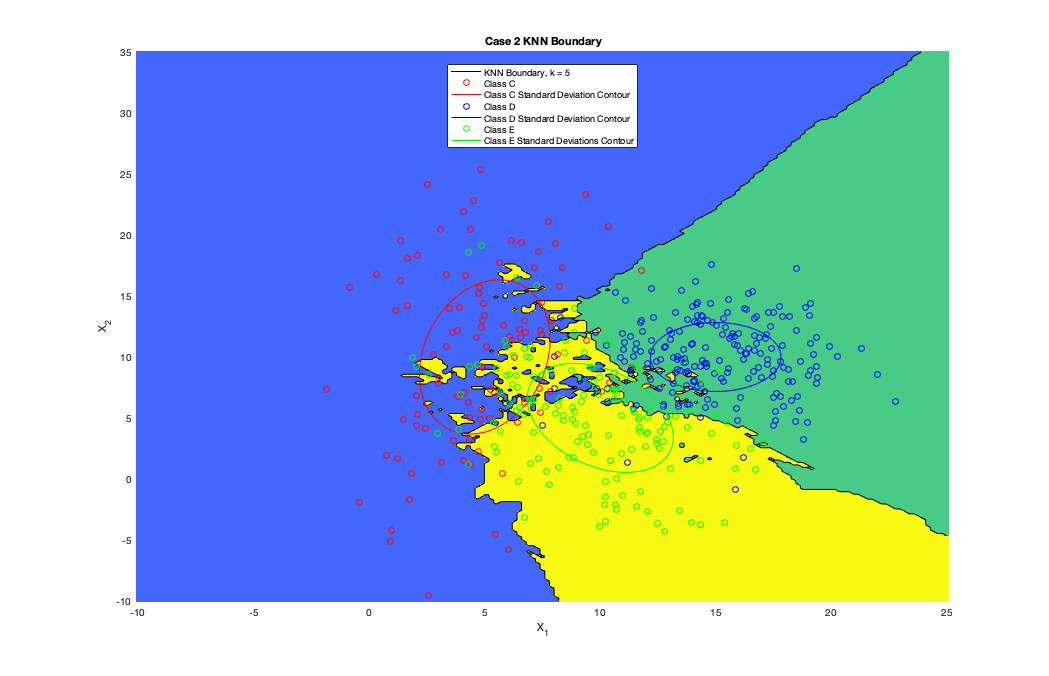 Case 2 KNN Boundary
KNN Boundary, k = 5
Class C
Class C Standard Deviation Contour
Class D
Class D Standard Deviation Contour
Class E
Class E Standard Deviations Contour
35
30
25
20
15
10
5
0
-5
-10
X2
-10 -5 0 5 10 15 20 25
X1